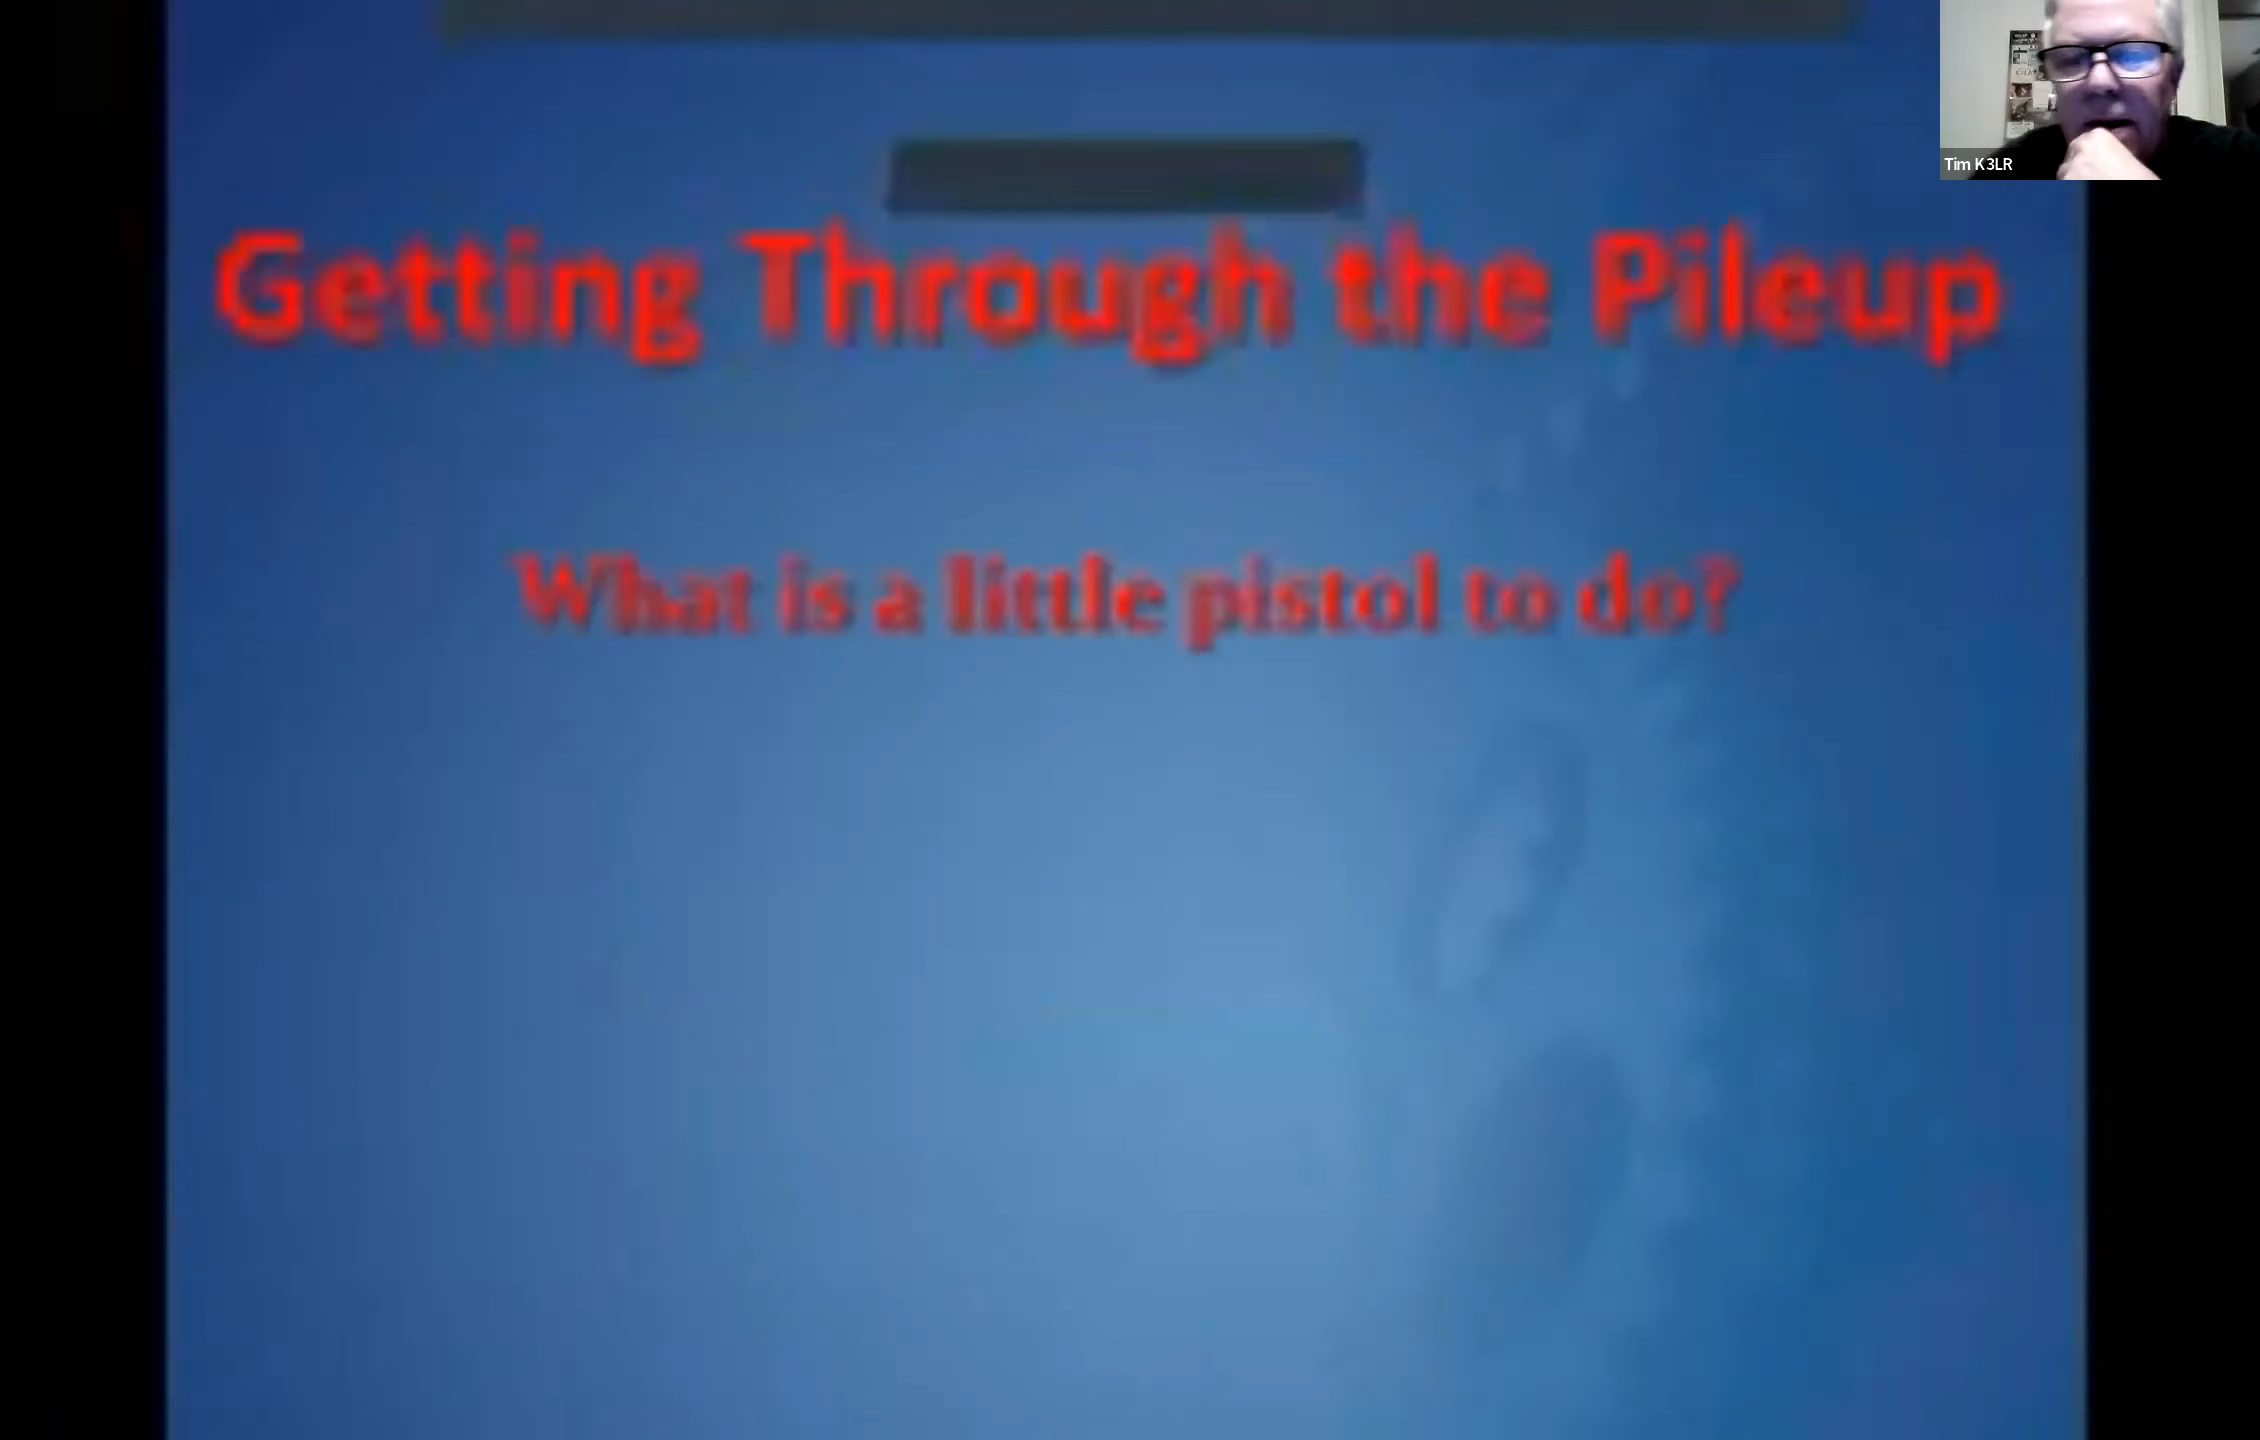 Getting Through the Pileup
What is a little pistol to do?
Tim K3LR